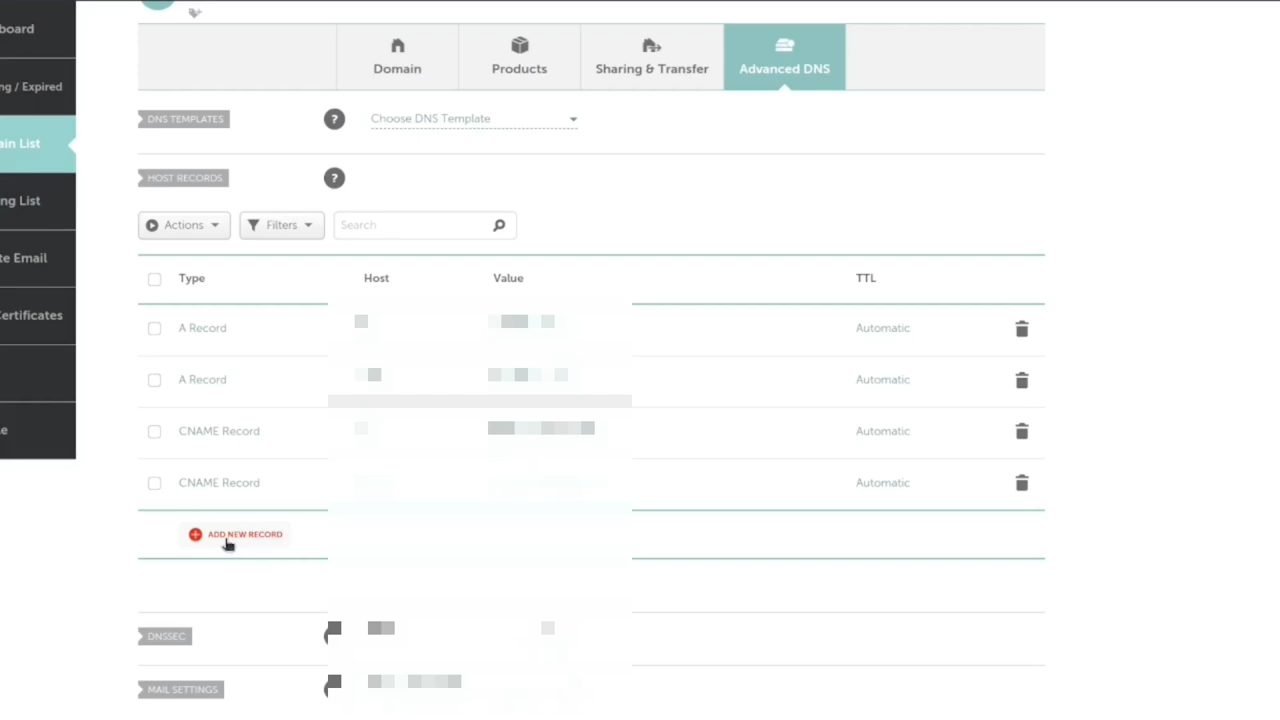 board
ng / Expired
ain List
ng List
te Email
Certificates
e
Domain
Products
Sharing & Transfer
Advanced DNS
DNS TEMPLATES
?
Choose DNS Template
HOST RECORDS
?
Actions
Filters
Search
Type Host Value TTL
A Record Automatic
A Record Automatic
CNAME Record Automatic
CNAME Record Automatic
ADD NEW RECORD
DNSSEC
MAIL SETTINGS